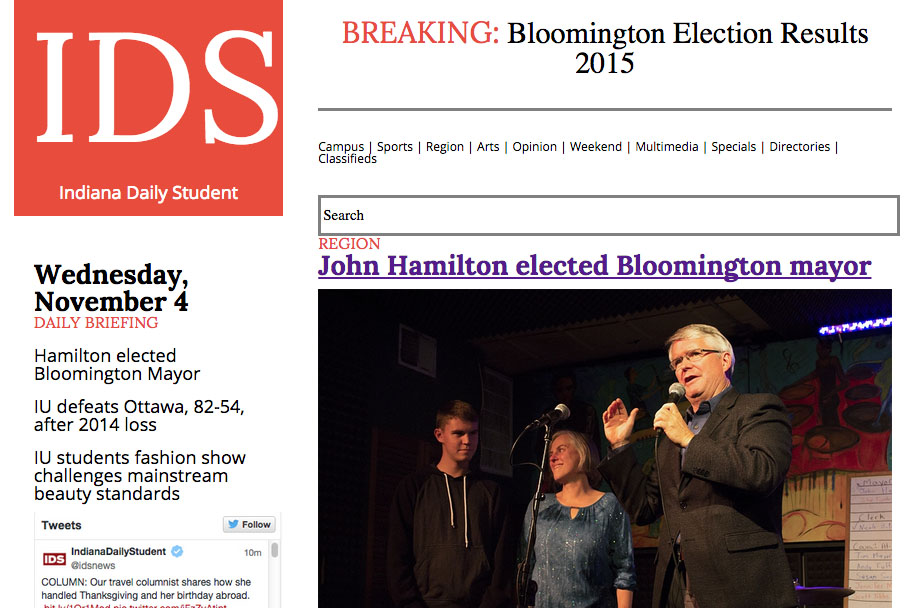 IDS
Indiana Daily Student
BREAKING: Bloomington Election Results
2015
Campus | Sports | Region | Arts | Opinion | Weekend | Multimedia | Specials | Directories |
Classifieds
Search
REGION
John Hamilton elected Bloomington mayor
Wednesday,
November 4
DAILY BRIEFING
Hamilton elected
Bloomington Mayor
IU defeats Ottawa, 82-54,
after 2014 loss
IU students fashion show
challenges mainstream
beauty standards
Tweets
Follow
IDS
IndianaDailyStudent
10m
@idsnews
COLUMN: Our travel columnist shares how she
handled Thanksgiving and her birthday abroad.
Mayor
Clerk